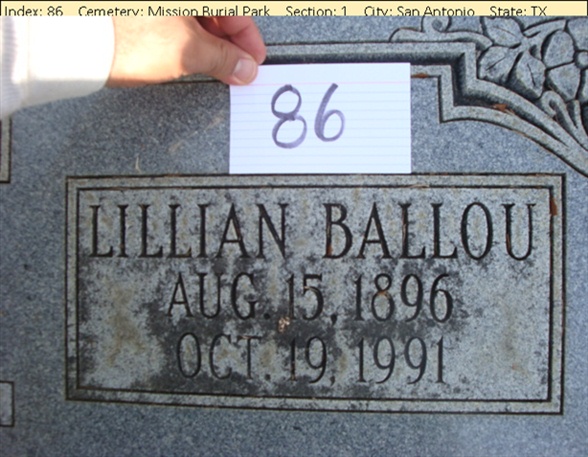 Index: 86 Cemetery: Mission Burial Park Section: 1 City: San Antonio State: TX
86
LILLIAN BALLOU
AUG. 15, 1896
OCT. 19, 1991